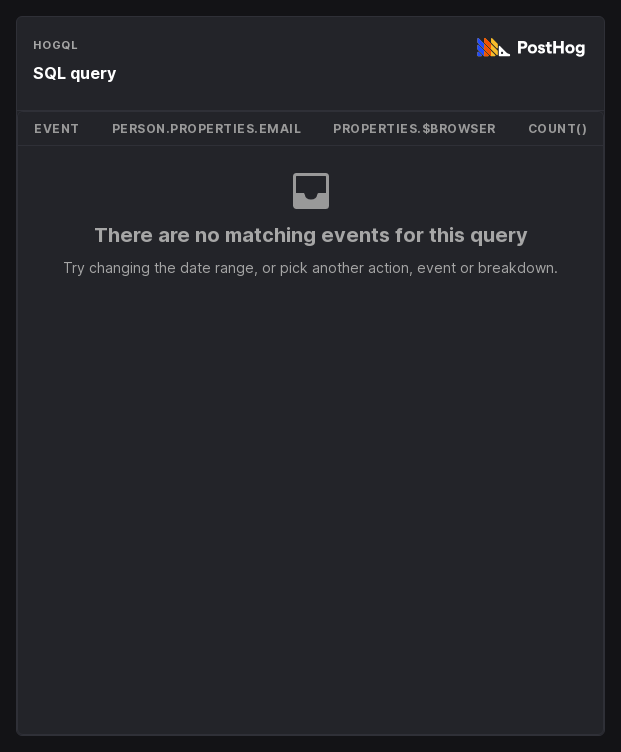 HOGQL
PostHog
SQL query
EVENT PERSON.PROPERTIES.EMAIL PROPERTIES.$BROWSER COUNT()
There are no matching events for this query
Try changing the date range, or pick another action, event or breakdown.